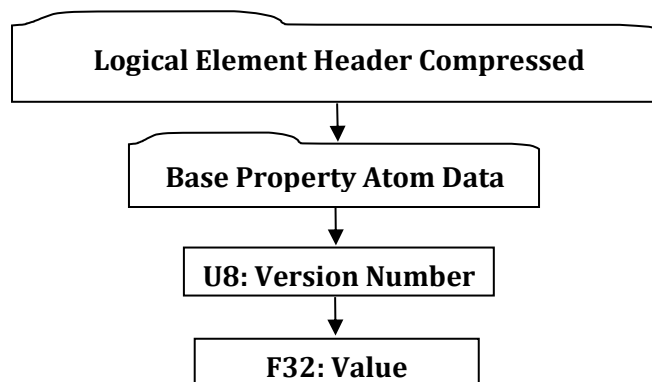 Logical Element Header Compressed
Base Property Atom Data
U8: Version Number
F32: Value